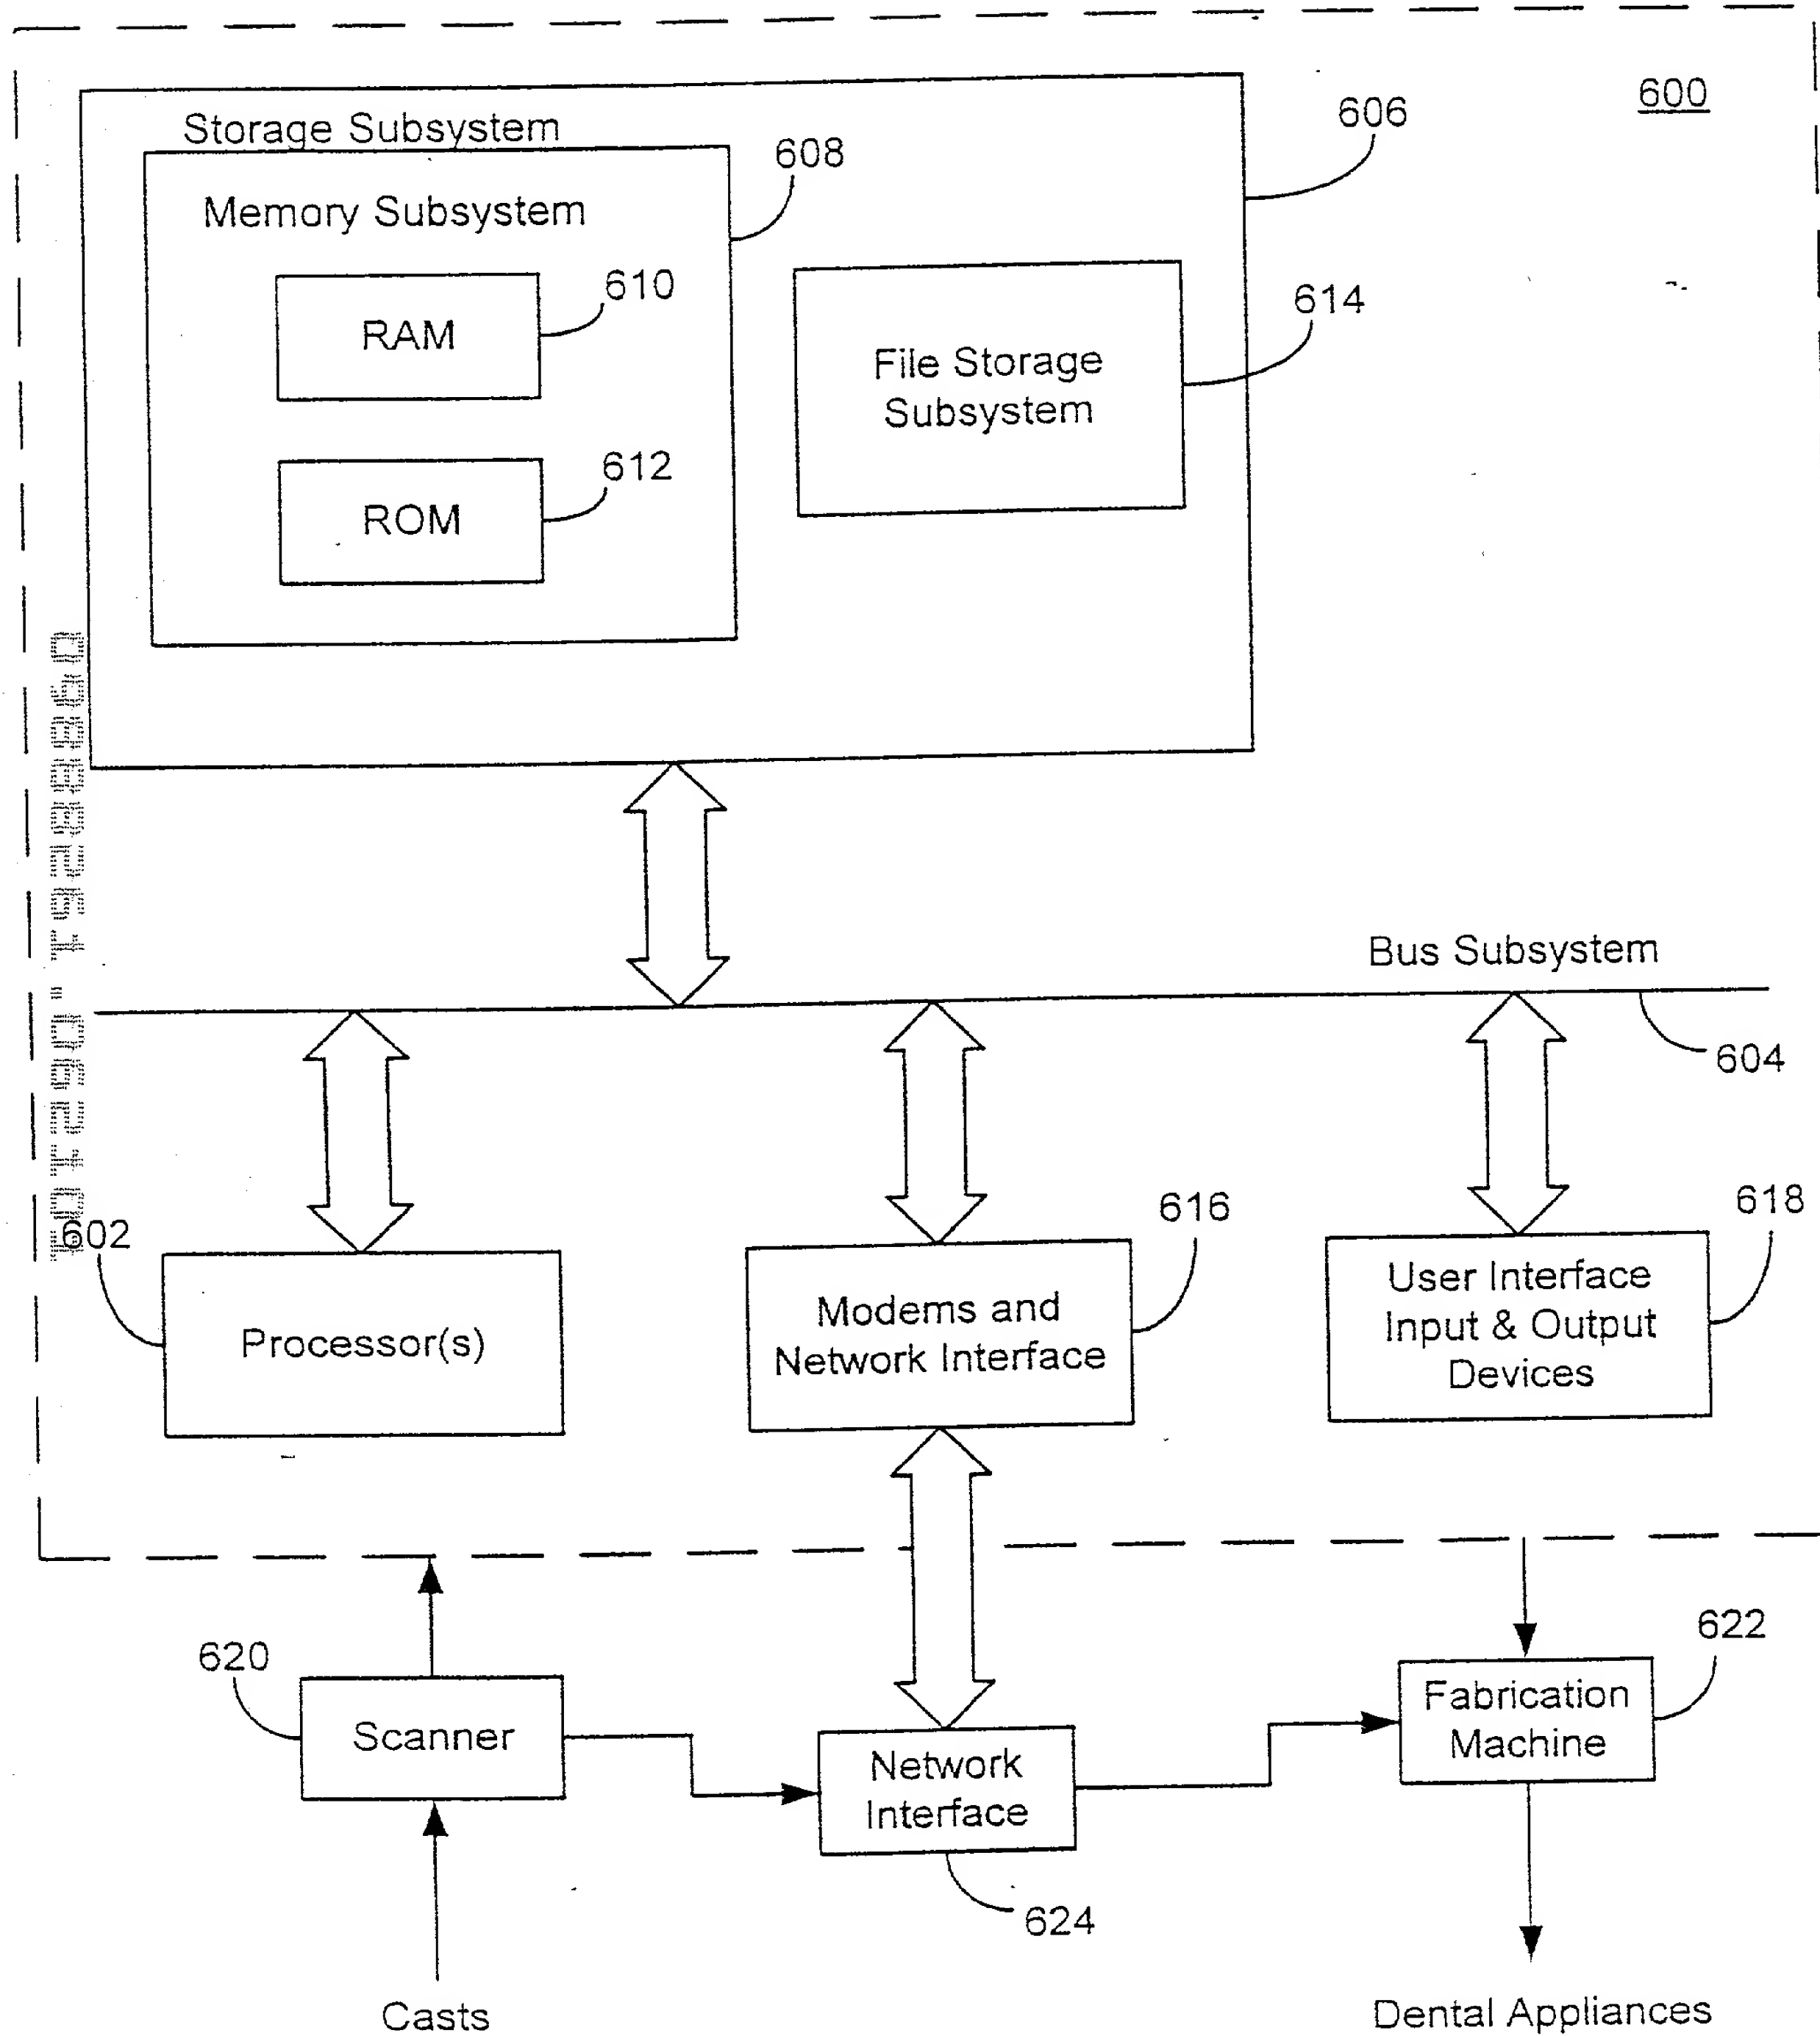 600
606
Storage Subsystem
608
Memory Subsystem
610
RAM
614
File Storage
Subsystem
612
ROM
Bus Subsystem
604
602
616
618
Processor(s)
Modems and
Network Interface
User Interface
Input & Output
Devices
620
622
Scanner
Fabrication
Machine
Network
Interface
624
Casts
Dental Appliances